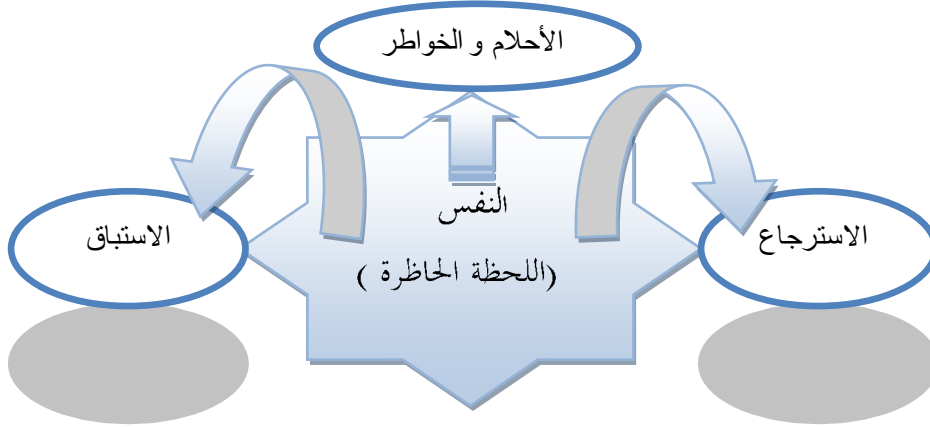 الأحلام و الخواطر
الاسترجاع
النفس
(اللحظة الحاظرة )
الاستباق